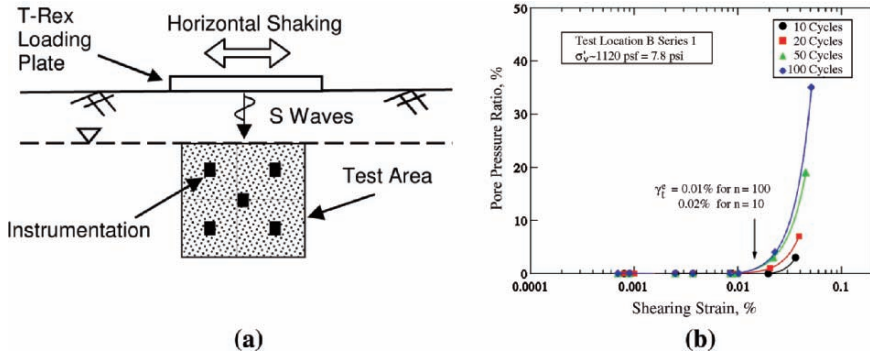 T-Rex
Loading
Plate
Horizontal Shaking
S Waves
Test Area
Instrumentation
(a)
50
40
30
20
10
0
Pore Pressure Ratio, %
Test Location B Series 1
σ'v~1120 psf = 7.8 psi
10 Cycles
20 Cycles
50 Cycles
100 Cycles
γtᵉ = 0.01% for n = 100
0.02% for n = 10
0.0001
0.001
0.01
0.1
Shearing Strain, %
(b)